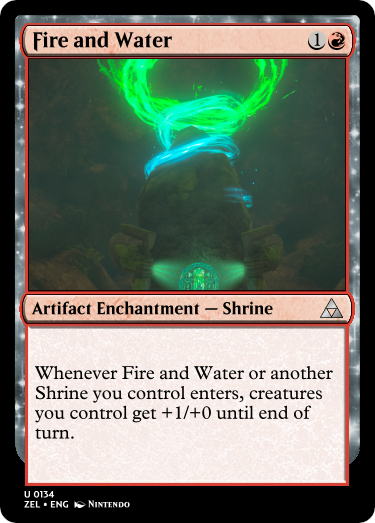 Fire and Water 1
Artifact Enchantment — Shrine
Whenever Fire and Water or another
Shrine you control enters, creatures
you control get +1/+0 until end of
turn.
U 0134
ZEL • ENG Nintendo